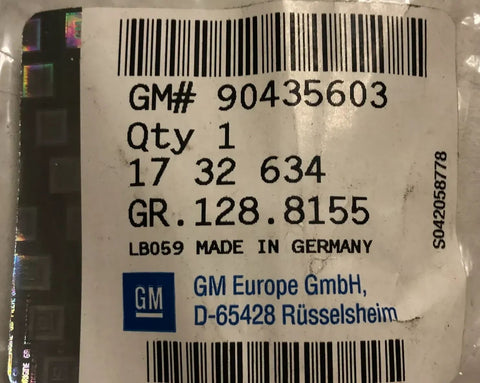 GM# 90435603
Qty 1
17 32 634
GR.128.8155
LB059 MADE IN GERMANY
S042058778
GM
GM Europe GmbH,
D-65428 Rüsselsheim